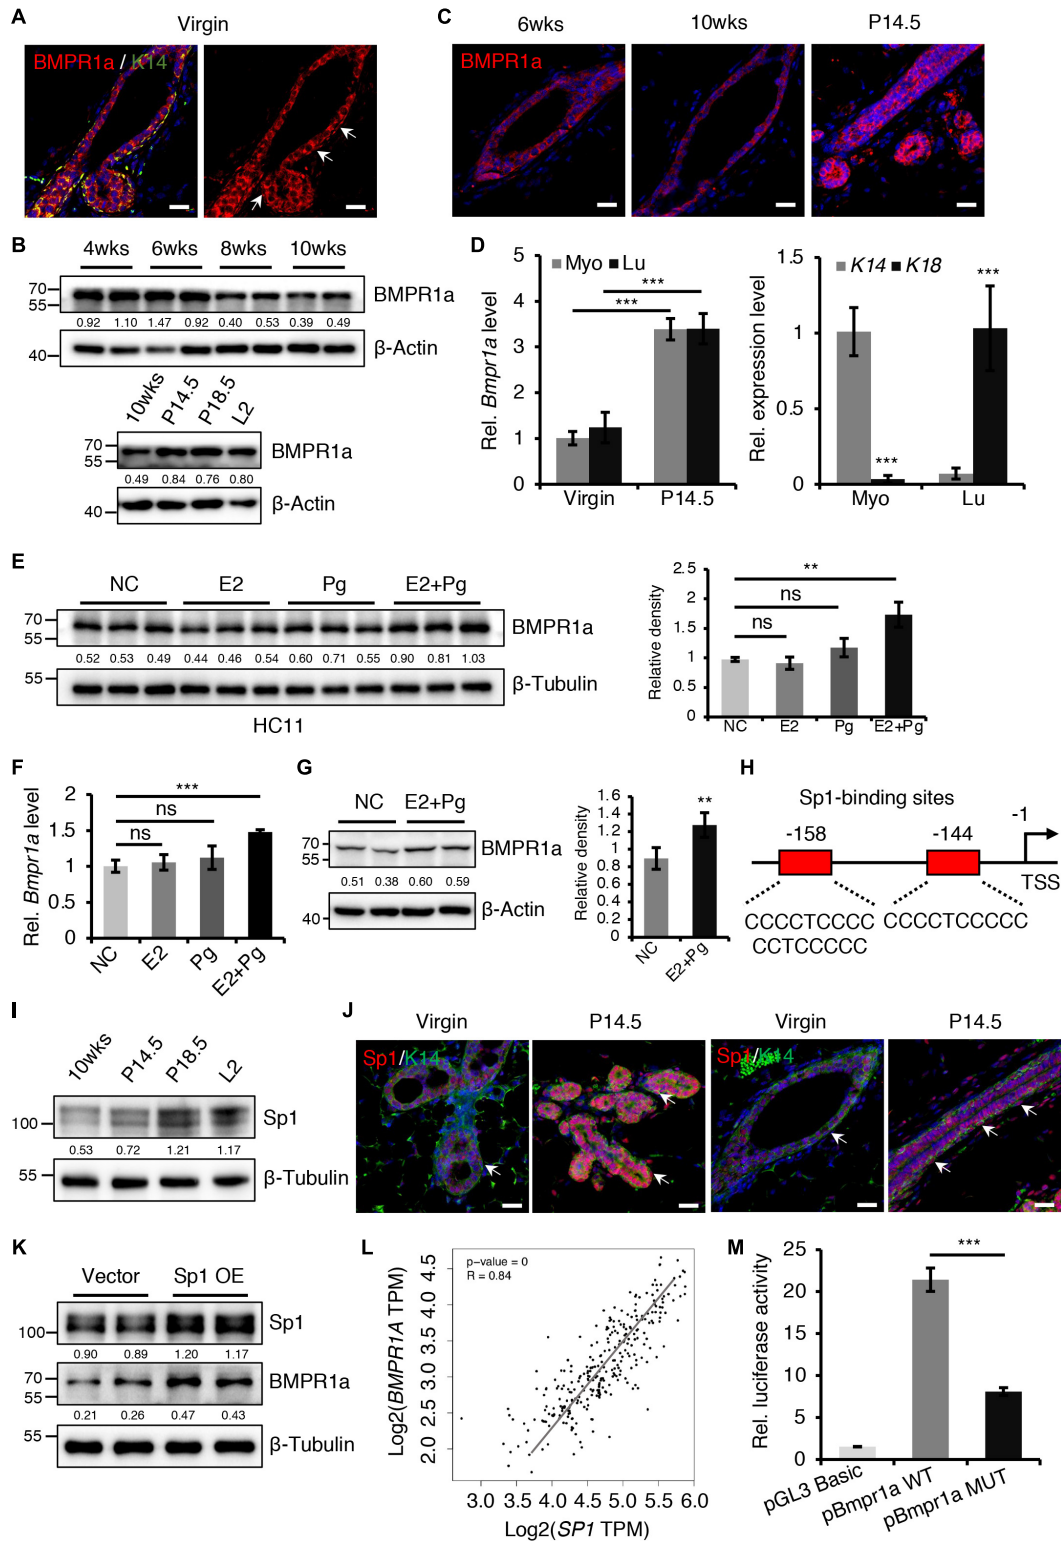 A
Virgin
BMPR1a / K14
C
6wks 10wks P14.5
BMPR1a
B
4wks 6wks 8wks 10wks
70
55
BMPR1a
0.92 1.10 1.47 0.92 0.40 0.53 0.39 0.49
40
β-Actin
10wks P14.5 P18.5 L2
70
55
BMPR1a
0.49 0.84 0.76 0.80
40
β-Actin
D
Rel. Bmpr1a level
5
4
3
2
1
0
Myo Lu
***
***
Virgin P14.5
Rel. expression level
1.5
1
0.5
0
K14 K18
***
***
Myo Lu
E
NC E2 Pg E2+Pg
70
55
BMPR1a
0.52 0.53 0.49 0.44 0.46 0.54 0.60 0.71 0.55 0.90 0.81 1.03
55
β-Tubulin
HC11
Relative density
2.5
2
1.5
1
0.5
0
**
ns
ns
NC E2 Pg E2+Pg
F
Rel. Bmpr1a level
2
1.5
1
0.5
0
***
ns
ns
NC E2 Pg E2+Pg
G
NC E2+Pg
70
55
BMPR1a
0.51 0.38 0.60 0.59
40
β-Actin
Relative density
1.6
1.4
1.2
1
0.8
0.6
0.4
0.2
0
**
NC E2+Pg
H
Sp1-binding sites
-158 -144 -1
TSS
CCCCTCCCC CCCCTCCCCC
CCTCCCCC
I
10wks P14.5 P18.5 L2
100
Sp1
0.53 0.72 1.21 1.17
55
β-Tubulin
J
Virgin P14.5 Virgin P14.5
Sp1/K14
Sp1/K14
K
Vector Sp1 OE
100
Sp1
0.90 0.89 1.20 1.17
70
55
BMPR1a
0.21 0.26 0.47 0.43
55
β-Tubulin
L
Log2(BMPR1A TPM)
4.5
4.0
3.5
3.0
2.5
2.0
p-value = 0
R = 0.84
3.0 3.5 4.0 4.5 5.0 5.5 6.0
Log2(SP1 TPM)
M
Rel. luciferase activity
25
20
15
10
5
0
***
pGL3 Basic pBmpr1a WT pBmpr1a MUT